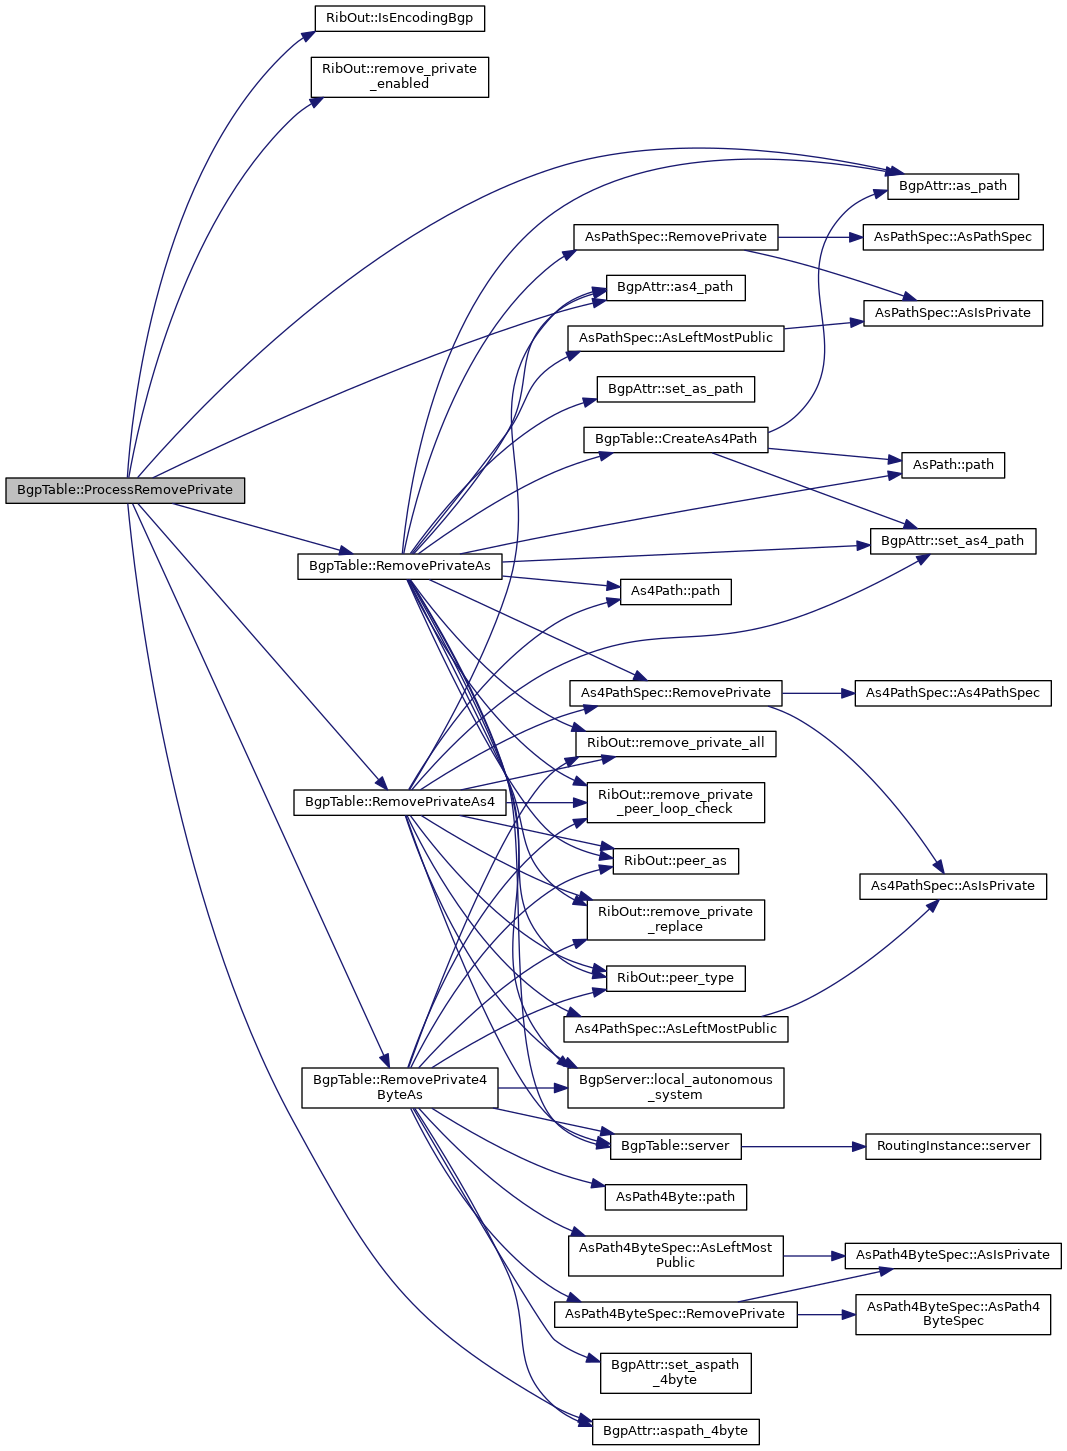 RibOut::IsEncodingBgp
RibOut::remove_private
_enabled
BgpAttr::as_path
AsPathSpec::RemovePrivate
AsPathSpec::AsPathSpec
BgpAttr::as4_path
AsPathSpec::AsIsPrivate
AsPathSpec::AsLeftMostPublic
BgpAttr::set_as_path
BgpTable::CreateAs4Path
AsPath::path
BgpTable::ProcessRemovePrivate
BgpAttr::set_as4_path
BgpTable::RemovePrivateAs
As4Path::path
As4PathSpec::RemovePrivate
As4PathSpec::As4PathSpec
RibOut::remove_private_all
BgpTable::RemovePrivateAs4
RibOut::remove_private
_peer_loop_check
RibOut::peer_as
As4PathSpec::AsIsPrivate
RibOut::remove_private
_replace
RibOut::peer_type
As4PathSpec::AsLeftMostPublic
BgpTable::RemovePrivate4
ByteAs
BgpServer::local_autonomous
_system
BgpTable::server
RoutingInstance::server
AsPath4Byte::path
AsPath4ByteSpec::AsLeftMost
Public
AsPath4ByteSpec::AsIsPrivate
AsPath4ByteSpec::RemovePrivate
AsPath4ByteSpec::AsPath4
ByteSpec
BgpAttr::set_aspath
_4byte
BgpAttr::aspath_4byte